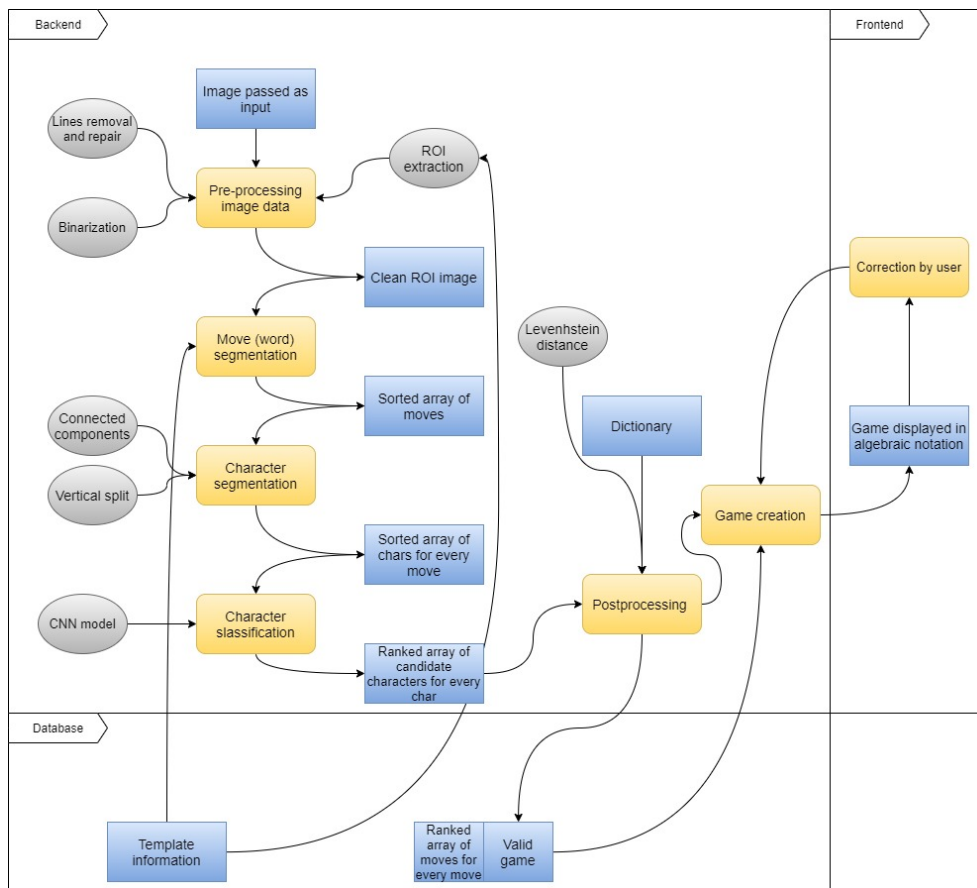 Backend
Frontend
Image passed as
input
Lines removal
and repair
ROI
extraction
Pre-processing
image data
Binarization
Clean ROI image
Correction by user
Move (word)
segmentation
Levenhstein
distance
Sorted array of
moves
Connected
components
Dictionary
Game displayed in
algebraic notation
Character
segmentation
Vertical split
Game creation
Sorted array of
chars for every
move
CNN model
Character
slassification
Postprocessing
Ranked array of
candidate
characters for every
char
Database
Template
information
Ranked
array of
moves for
every move
Valid
game